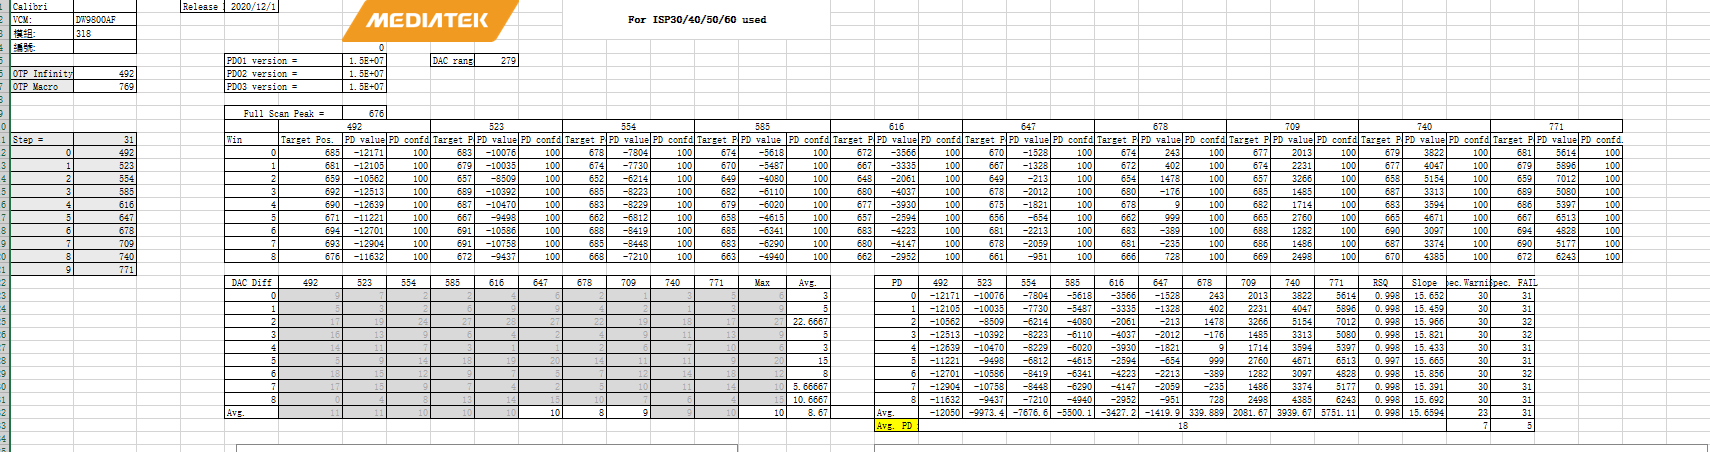 Calibri Release 2020/12/1 MEDIATEK For ISP30/40/50/60 used
VCM: DW9800AF
模組: 318
編號: 0
PD01 version = 1.5E+07 DAC rang 279
OTP Infinity 492 PD02 version = 1.5E+07
OTP Macro 769 PD03 version = 1.5E+07
Full Scan Peak = 676
492 523 554 585 616 647 678 709 740 771
Step = 31 Win Target Pos. PD value PD confd Target P PD value PD confd Target P PD value PD confd Target P PD value PD confd Target P PD value PD confd Target P PD value PD confd Target P PD value PD confd Target P PD value PD confd Target P PD value PD confd Target P PD value PD confd.
0 492 0 685 -12171 100 683 -10076 100 678 -7804 100 674 -5618 100 672 -3566 100 670 -1528 100 674 243 100 677 2013 100 679 3822 100 681 5614 100
1 523 1 681 -12105 100 679 -10035 100 674 -7730 100 670 -5487 100 667 -3335 100 667 -1328 100 672 402 100 674 2231 100 677 4047 100 679 5896 100
2 554 2 659 -10562 100 657 -8509 100 652 -6214 100 649 -4080 100 648 -2061 100 649 -213 100 654 1478 100 657 3266 100 658 5154 100 659 7012 100
3 585 3 692 -12513 100 689 -10392 100 685 -8223 100 682 -6110 100 680 -4037 100 678 -2012 100 680 -176 100 685 1485 100 687 3313 100 689 5080 100
4 616 4 690 -12639 100 687 -10470 100 683 -8229 100 679 -6020 100 677 -3930 100 675 -1821 100 678 9 100 682 1714 100 683 3594 100 686 5397 100
5 647 5 671 -11221 100 667 -9498 100 662 -6812 100 658 -4615 100 657 -2594 100 656 -654 100 662 999 100 665 2760 100 665 4671 100 667 6513 100
6 678 6 694 -12701 100 691 -10586 100 688 -8419 100 685 -6341 100 683 -4223 100 681 -2213 100 683 -389 100 688 1282 100 690 3097 100 694 4828 100
7 709 7 693 -12904 100 691 -10758 100 685 -8448 100 683 -6290 100 680 -4147 100 678 -2059 100 681 -235 100 686 1486 100 687 3374 100 690 5177 100
8 740 8 676 -11632 100 672 -9437 100 668 -7210 100 663 -4940 100 662 -2952 100 661 -951 100 666 728 100 669 2498 100 670 4385 100 672 6243 100
9 771
DAC Diff 492 523 554 585 616 647 678 709 740 771 Max Avg. PD 492 523 554 585 616 647 678 709 740 771 RSQ Slope pec.Warni pec. FAIL
0 3 0 -12171 -10076 -7804 -5618 -3566 -1528 243 2013 3822 5614 0.998 15.652 30 31
1 5 1 -12105 -10035 -7730 -5487 -3335 -1328 402 2231 4047 5896 0.998 15.459 30 31
2 22.6667 2 -10562 -8509 -6214 -4080 -2061 -213 1478 3266 5154 7012 0.998 15.966 30 32
3 5 3 -12513 -10392 -8223 -6110 -4037 -2012 -176 1485 3313 5080 0.998 15.821 30 32
4 3 4 -12639 -10470 -8229 -6020 -3930 -1821 9 1714 3594 5397 0.998 15.433 30 31
5 15 5 -11221 -9498 -6812 -4615 -2594 -654 999 2760 4671 6513 0.997 15.665 30 31
6 8 6 -12701 -10586 -8419 -6341 -4223 -2213 -389 1282 3097 4828 0.998 15.856 30 32
7 5.66667 7 -12904 -10758 -8448 -6290 -4147 -2059 -235 1486 3374 5177 0.998 15.391 30 31
8 10.6667 8 -11632 -9437 -7210 -4940 -2952 -951 728 2498 4385 6243 0.998 15.692 30 31
Avg. 11 11 10 10 10 10 8 9 9 10 10 8.67 Avg. -12050 -9973.4 -7676.6 -5500.1 -3427.2 -1419.9 339.889 2081.67 3939.67 5751.11 0.998 15.6594 23 31
Avg. PD 18 7 5